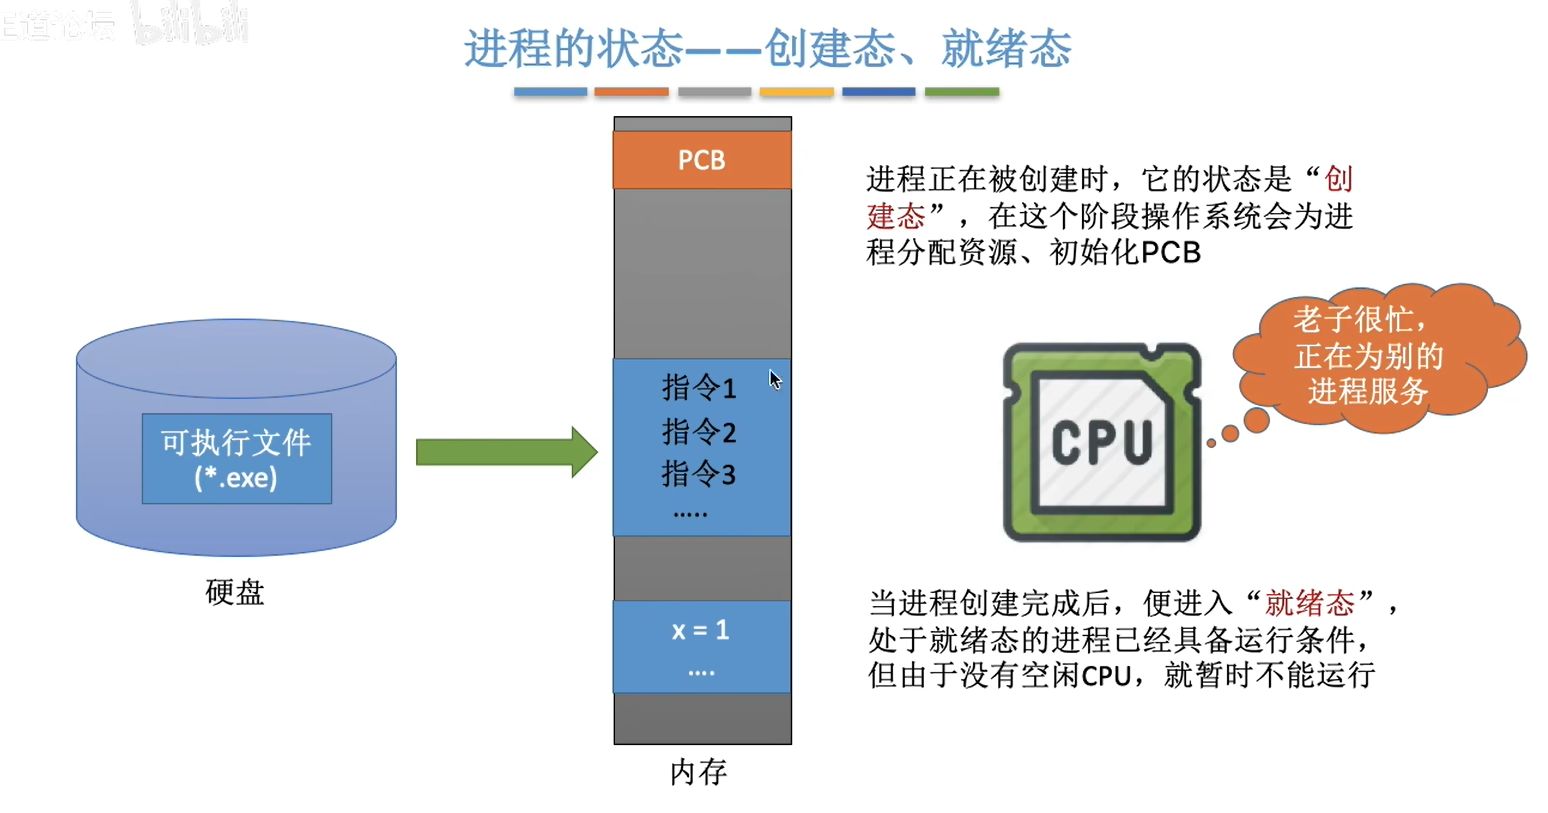 王道论坛 bilibili
进程的状态——创建态、就绪态
PCB
进程正在被创建时，它的状态是“创
建态”，在这个阶段操作系统会为进
程分配资源、初始化PCB
老子很忙，
正在为别的
进程服务
可执行文件
(*.exe)
硬盘
指令1
指令2
指令3
.....
CPU
x = 1
....
内存
当进程创建完成后，便进入“就绪态”，
处于就绪态的进程已经具备运行条件，
但由于没有空闲CPU，就暂时不能运行